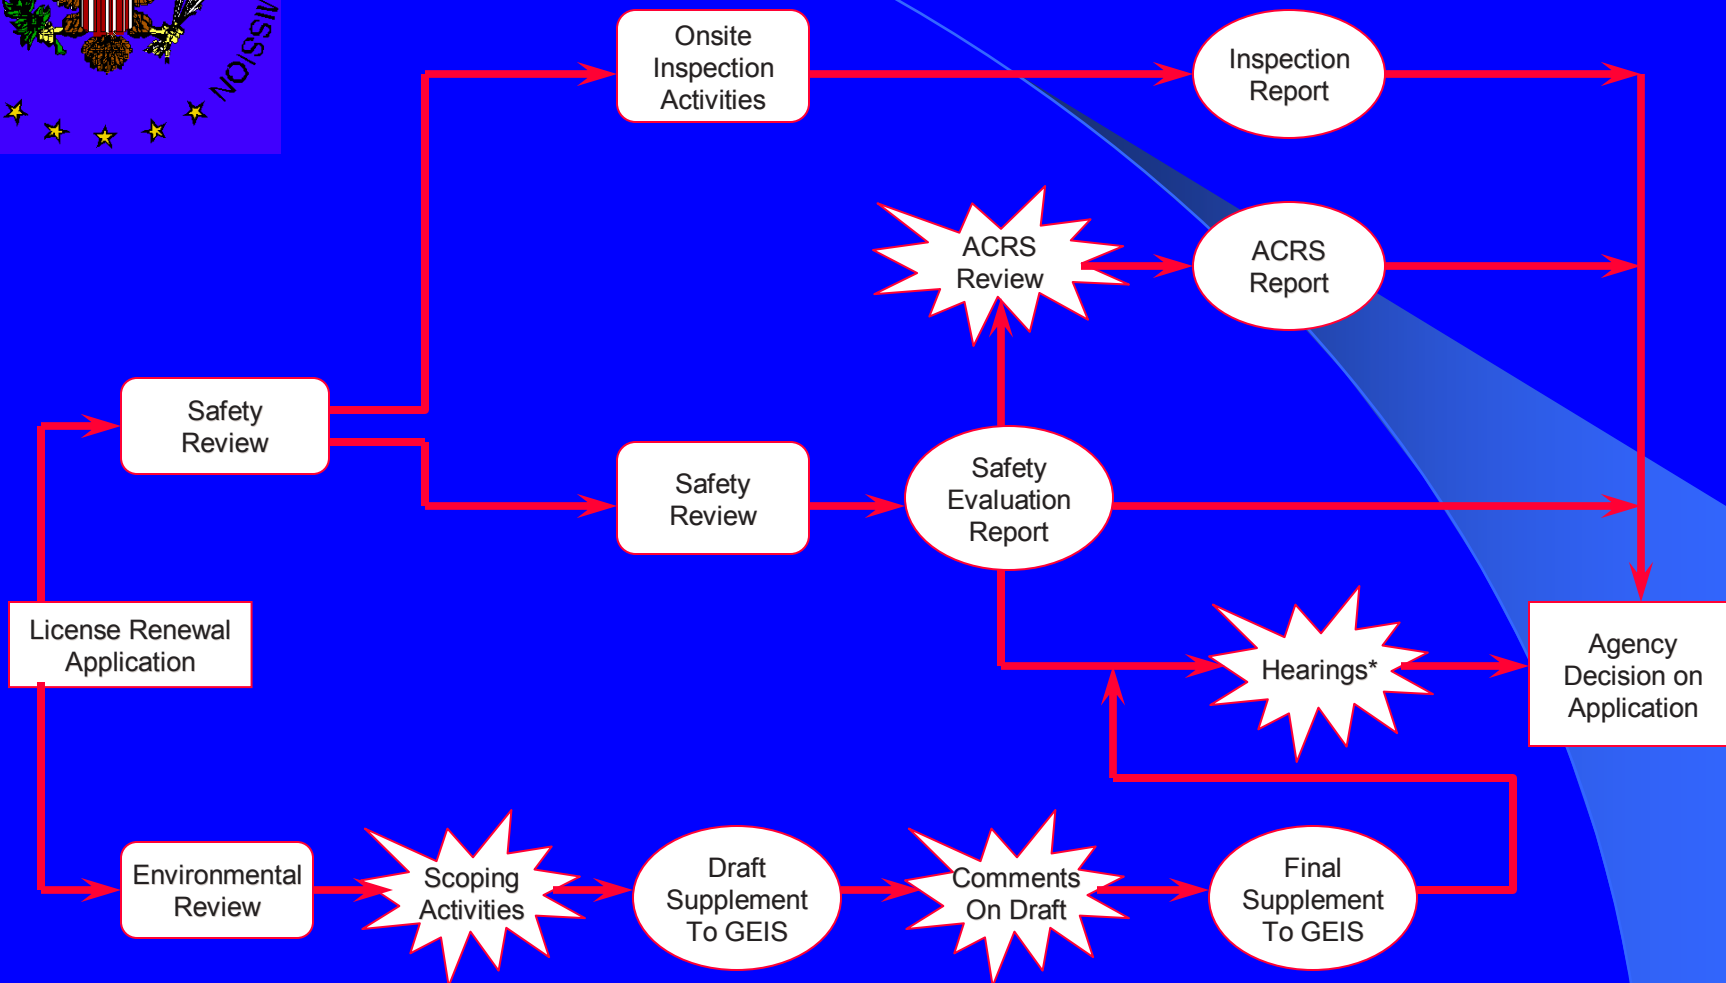 MISSION
Onsite
Inspection
Activities
Inspection
Report
ACRS
Review
ACRS
Report
Safety
Review
Safety
Review
Safety
Evaluation
Report
License Renewal
Application
Hearings*
Agency
Decision on
Application
Environmental
Review
Scoping
Activities
Draft
Supplement
To GEIS
Comments
On Draft
Final
Supplement
To GEIS